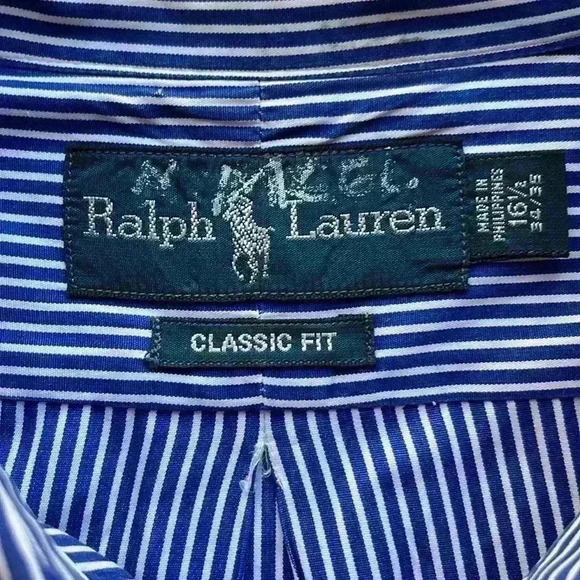 Ralph Lauren
MADE IN
PHILIPPINES
16½
34/35
CLASSIC FIT